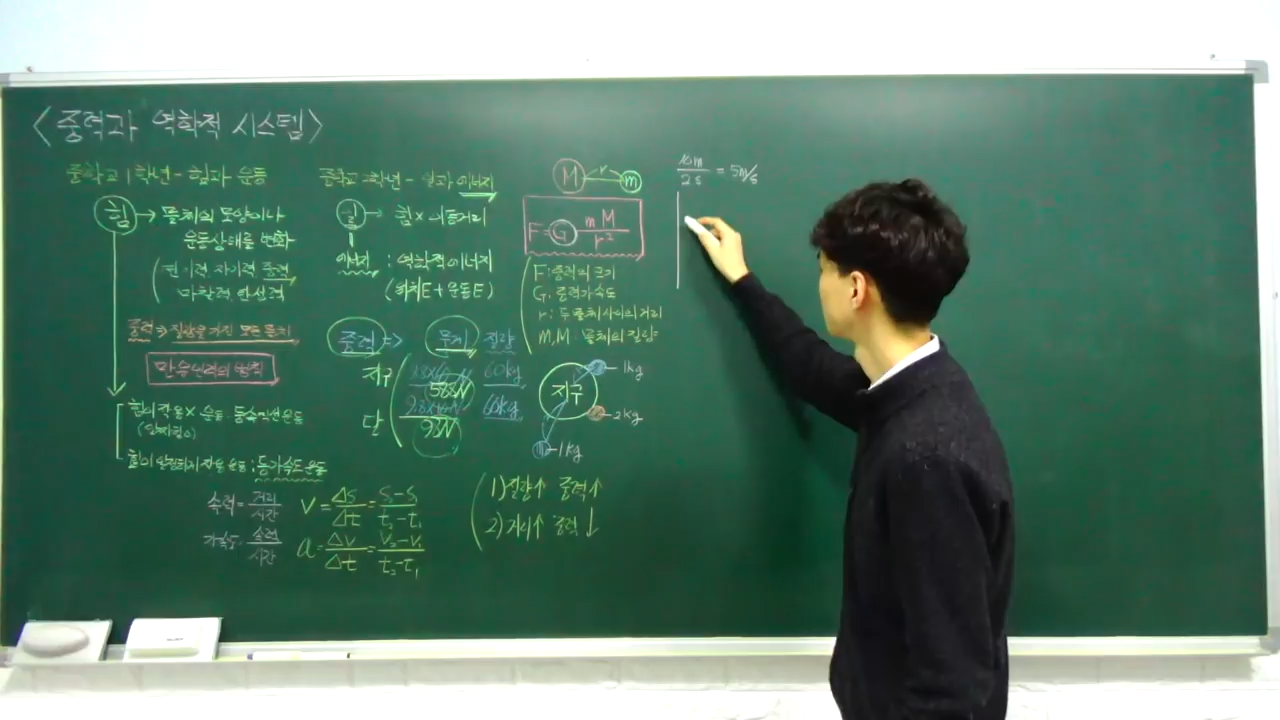 〈중력과 역학적 시스템〉
중학교 1학년 - 힘과 운동
힘 → 물체의 모양이나
운동상태를 변화
전기력 자기력 중력
마찰력 탄성력
중력 ⇒ 질량을 가진 모든 물체
만유인력의 법칙
힘이 작용 X 운동 : 등속직선운동
(알짜힘 0)
힘이 일정하게 작용 운동 : 등가속도 운동
속력 = 거리/시간 V = Δs/Δt = S-S/t₂-t₁
가속도 = 속력/시간 a = Δv/Δt = V₂-V₁/t₂-t₁
중학교 3학년 - 일과 에너지
일 → 힘 × 이동거리
에너지 : 역학적에너지
(위치E + 운동E)
중력 => 무게 질량
지구 588N 60kg
달 98N 60kg
M r m
F = G mM/r²
F : 중력의 크기
G : 중력가속도
r : 두 물체 사이의 거리
m, M : 물체의 질량
지구 1kg
2kg
1kg
1) 질량↑ 중력↑
2) 거리↑ 중력↓
10m/2s = 5m/s